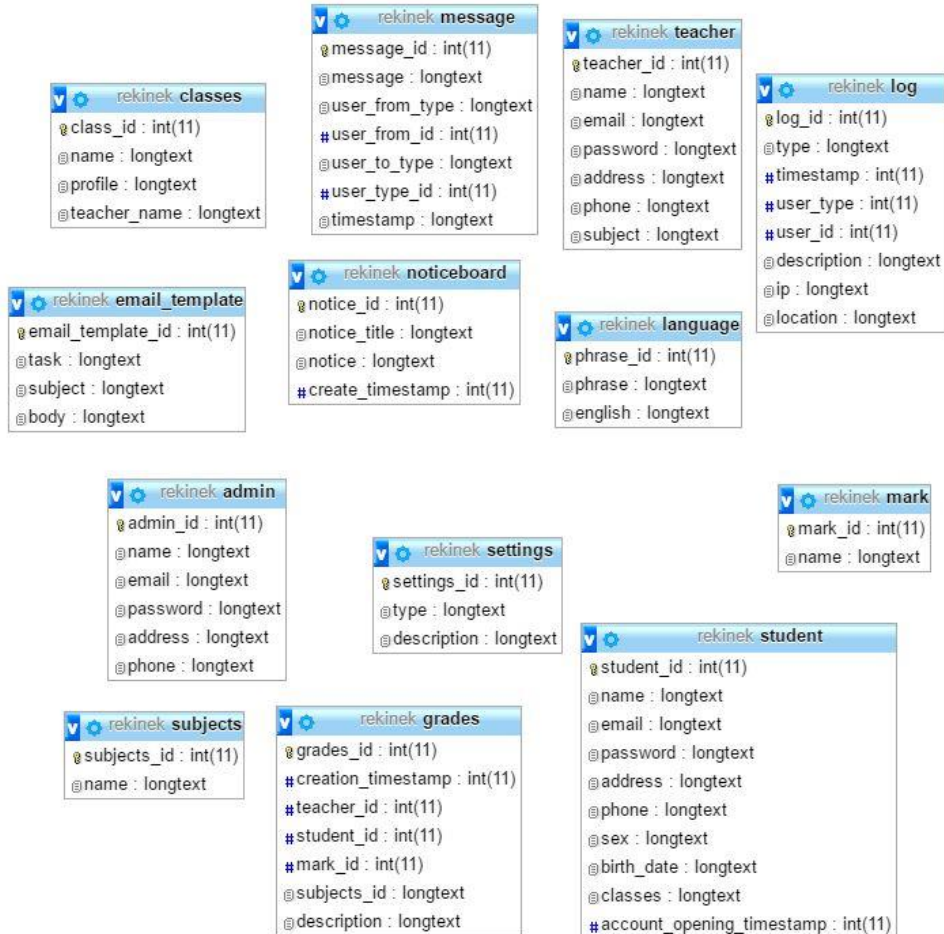 rekinek classes
class_id : int(11)
name : longtext
profile : longtext
teacher_name : longtext
rekinek message
message_id : int(11)
message : longtext
user_from_type : longtext
#user_from_id : int(11)
user_to_type : longtext
#user_type_id : int(11)
timestamp : longtext
rekinek teacher
teacher_id : int(11)
name : longtext
email : longtext
password : longtext
address : longtext
phone : longtext
subject : longtext
rekinek log
log_id : int(11)
type : longtext
#timestamp : int(11)
#user_type : int(11)
#user_id : int(11)
description : longtext
ip : longtext
location : longtext
rekinek email_template
email_template_id : int(11)
task : longtext
subject : longtext
body : longtext
rekinek noticeboard
notice_id : int(11)
notice_title : longtext
notice : longtext
#create_timestamp : int(11)
rekinek language
phrase_id : int(11)
phrase : longtext
english : longtext
rekinek admin
admin_id : int(11)
name : longtext
email : longtext
password : longtext
address : longtext
phone : longtext
rekinek settings
settings_id : int(11)
type : longtext
description : longtext
rekinek mark
mark_id : int(11)
name : longtext
rekinek subjects
subjects_id : int(11)
name : longtext
rekinek grades
grades_id : int(11)
#creation_timestamp : int(11)
#teacher_id : int(11)
#student_id : int(11)
#mark_id : int(11)
subjects_id : longtext
description : longtext
rekinek student
student_id : int(11)
name : longtext
email : longtext
password : longtext
address : longtext
phone : longtext
sex : longtext
birth_date : longtext
classes : longtext
#account_opening_timestamp : int(11)